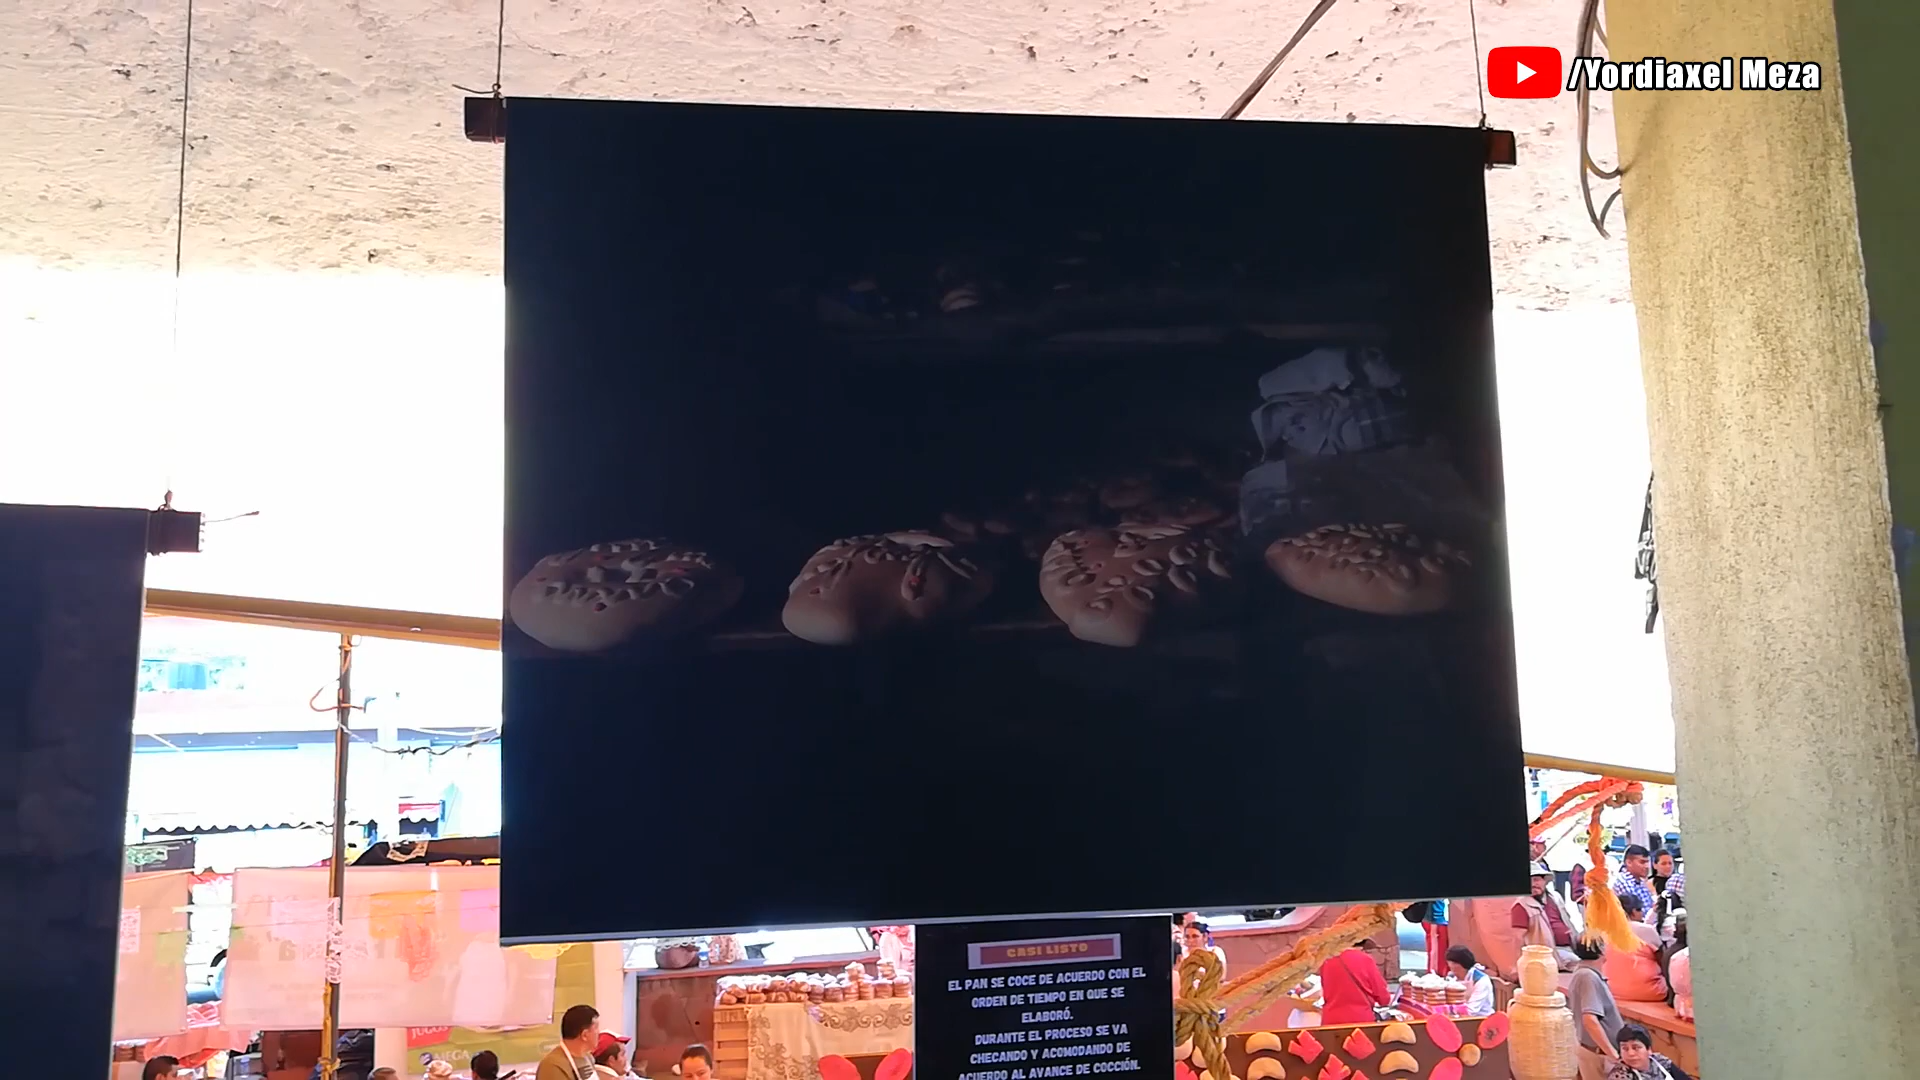 /Yordiaxel Meza
CASI LISTO
EL PAN SE COCE DE ACUERDO CON EL
ORDEN DE TIEMPO EN QUE SE
ELABORÓ.
DURANTE EL PROCESO SE VA
CHECANDO Y ACOMODANDO DE
ACUERDO AL AVANCE DE COCCIÓN.
JUGOS